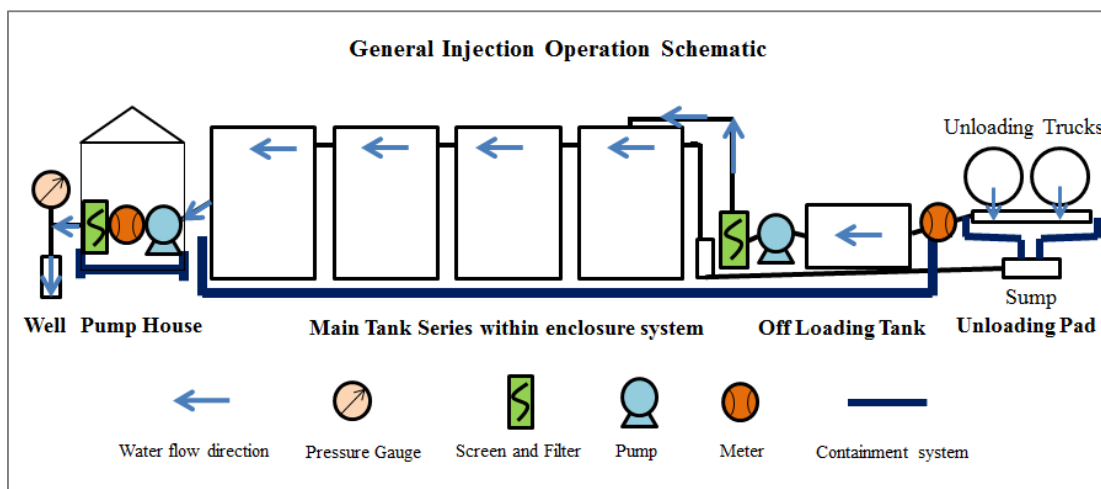 General Injection Operation Schematic
Unloading Trucks
Sump
Well
Pump House
Main Tank Series within enclosure system
Off Loading Tank
Unloading Pad
Water flow direction
Pressure Gauge
Screen and Filter
Pump
Meter
Containment system